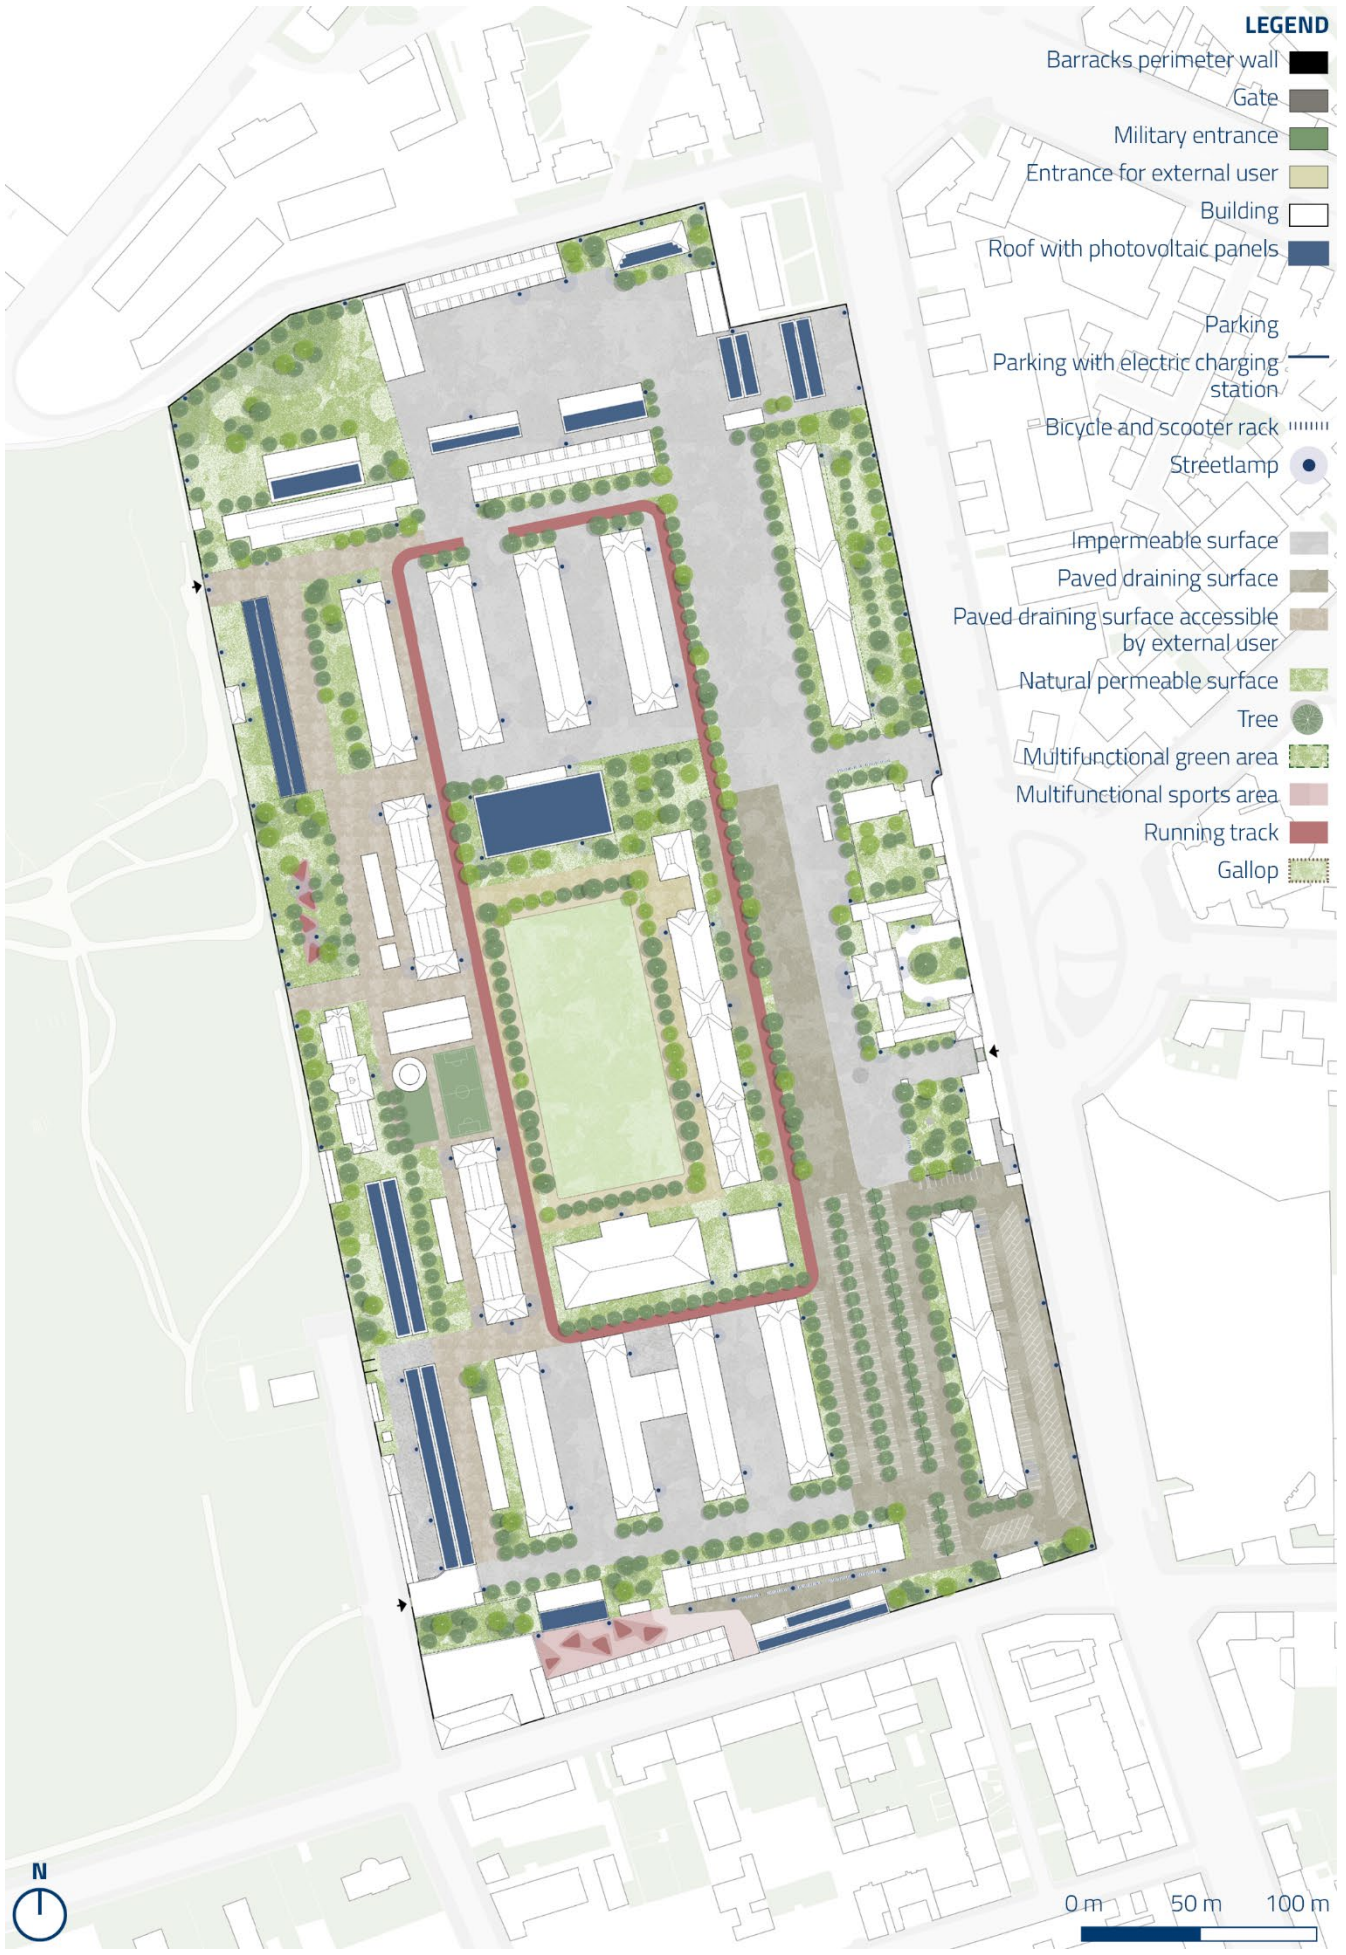 LEGEND
Barracks perimeter wall
Gate
Military entrance
Entrance for external user
Building
Roof with photovoltaic panels
Parking
Parking with electric charging
station
Bicycle and scooter rack
Streetlamp
Impermeable surface
Paved draining surface
Paved draining surface accessible
by external user
Natural permeable surface
Tree
Multifunctional green area
Multifunctional sports area
Running track
Gallop
N
0 m 50 m 100 m